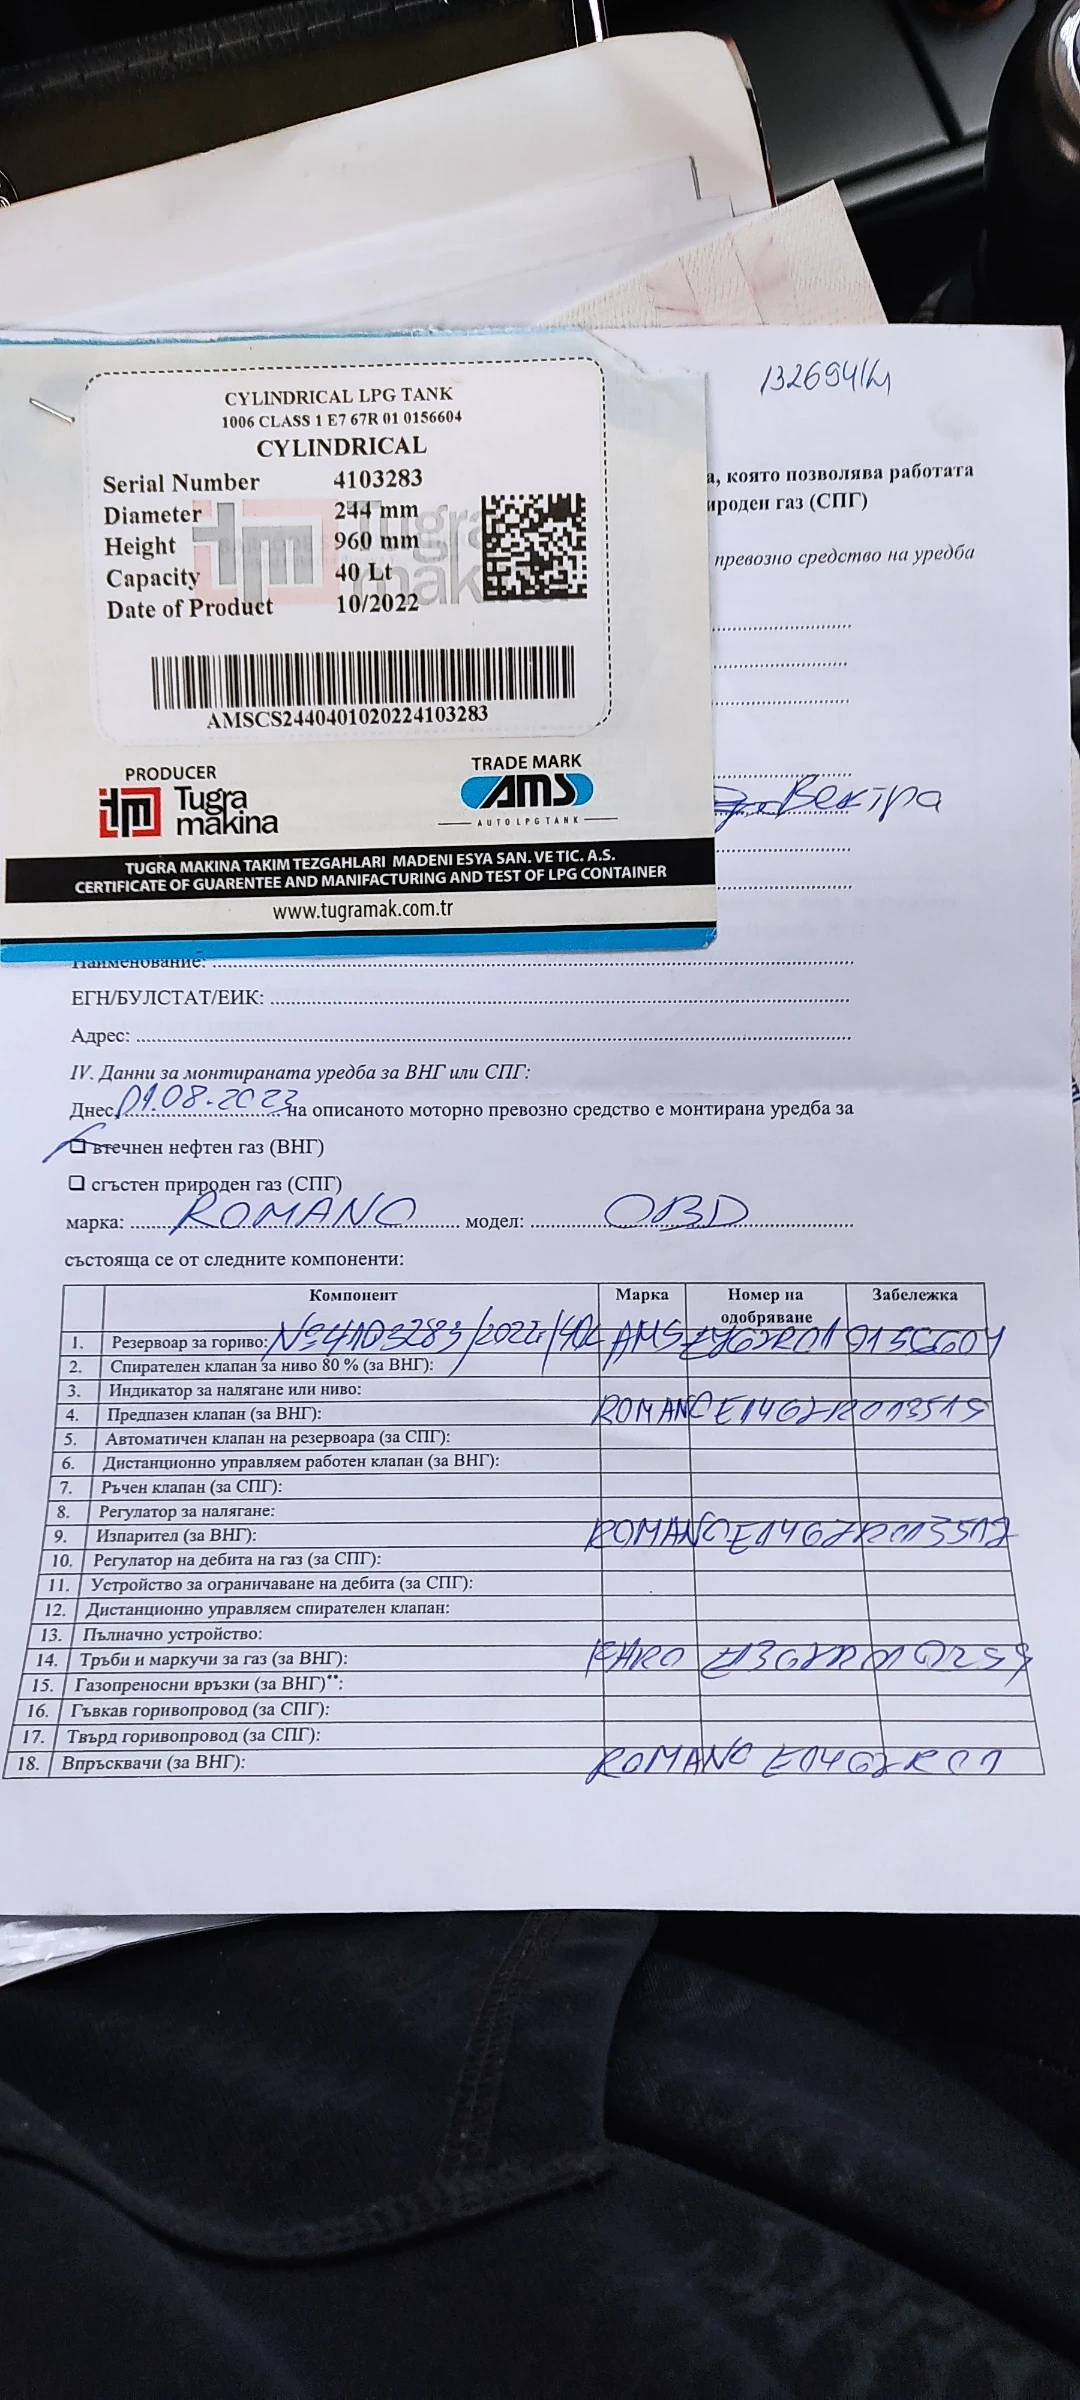 132694/
CYLINDRICAL LPG TANK
1006 CLASS 1 E7 67R 01 0156604
CYLINDRICAL
Serial Number 4103283
Diameter 244 mm
Height 960 mm
Capacity 40 Lt
Date of Product 10/2022
AMSCS2440401020224103283
PRODUCER
Tugra makina
TRADE MARK
AMS
AUTO LPG TANK
TUGRA MAKINA TAKIM TEZGAHLARI MADENI ESYA SAN. VE TIC. A.S.
CERTIFICATE OF GUARENTEE AND MANIFACTURING AND TEST OF LPG CONTAINER
www.tugramak.com.tr
а, която позволява работата
ироден газ (СПГ)
превозно средство на уредба
Вектра
Наименование:
ЕГН/БУЛСТАТ/ЕИК:
Адрес:
IV. Данни за монтираната уредба за ВНГ или СПГ:
Днес 01.08.2023 на описаното моторно превозно средство е монтирана уредба за
втечнен нефтен газ (ВНГ)
сгъстен природен газ (СПГ)
марка: ROMANO модел: OBD
състояща се от следните компоненти:
Компонент Марка Номер на одобряване Забележка
1. Резервоар за гориво: №4103283/2022/40L AMS E767R01 0156604
2. Спирателен клапан за ниво 80 % (за ВНГ):
3. Индикатор за налягане или ниво:
4. Предпазен клапан (за ВНГ): ROMANO E1467R013515
5. Автоматичен клапан на резервоара (за СПГ):
6. Дистанционно управляем работен клапан (за ВНГ):
7. Ръчен клапан (за СПГ):
8. Регулатор за налягане:
9. Изпарител (за ВНГ): ROMANO E1467R013512
10. Регулатор на дебита на газ (за СПГ):
11. Устройство за ограничаване на дебита (за СПГ):
12. Дистанционно управляем спирателен клапан:
13. Пълначно устройство:
14. Тръби и маркучи за газ (за ВНГ): FARO E1367R010259
15. Газопреносни връзки (за ВНГ)**:
16. Гъвкав горивопровод (за СПГ):
17. Твърд горивопровод (за СПГ):
18. Впръсквачи (за ВНГ): ROMANO E1467R01